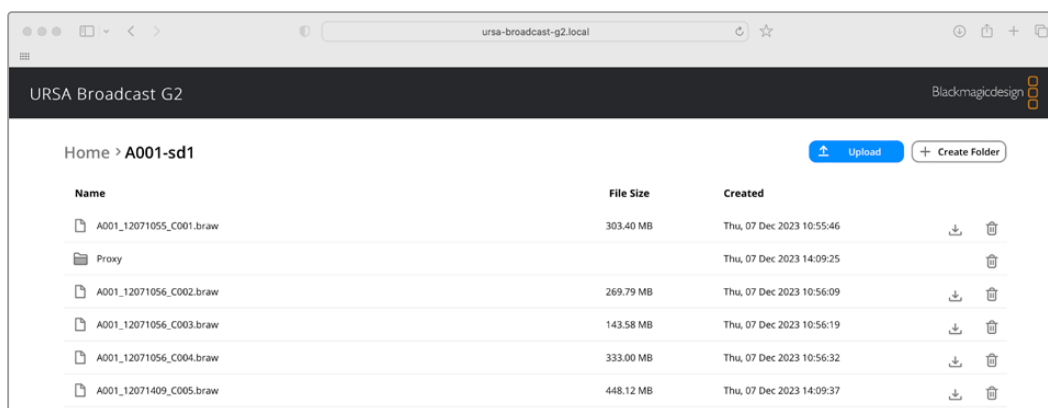 ursa-broadcast-g2.local
URSA Broadcast G2
Blackmagicdesign
Home > A001-sd1
Upload
+ Create Folder
Name File Size Created
A001_12071055_C001.braw 303.40 MB Thu, 07 Dec 2023 10:55:46
Proxy Thu, 07 Dec 2023 14:09:25
A001_12071056_C002.braw 269.79 MB Thu, 07 Dec 2023 10:56:09
A001_12071056_C003.braw 143.58 MB Thu, 07 Dec 2023 10:56:19
A001_12071056_C004.braw 333.00 MB Thu, 07 Dec 2023 10:56:32
A001_12071409_C005.braw 448.12 MB Thu, 07 Dec 2023 14:09:37